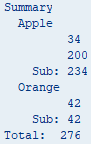 Summary
  Apple
         34
         200
    Sub: 234
  Orange
         42
    Sub: 42
Total:  276